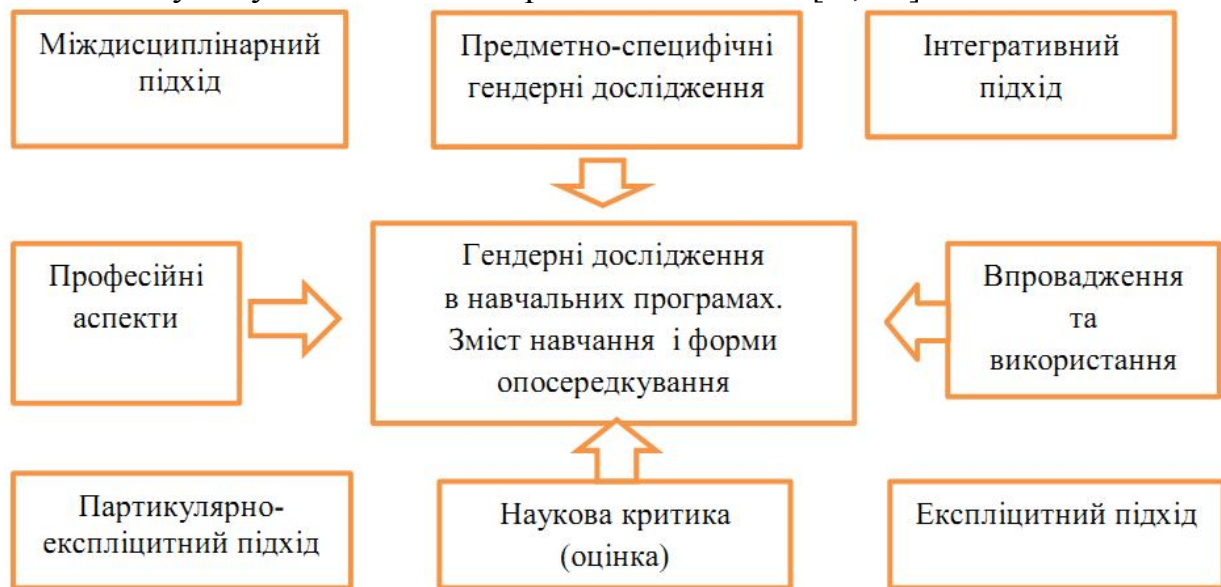 Міждисциплінарний
підхід
Предметно-специфічні
гендерні дослідження
Інтегративний
підхід
Професійні
аспекти
Гендерні дослідження
в навчальних програмах.
Зміст навчання і форми
опосередкування
Впровадження
та
використання
Партикулярно-
експліцитний підхід
Наукова критика
(оцінка)
Експліцитний підхід